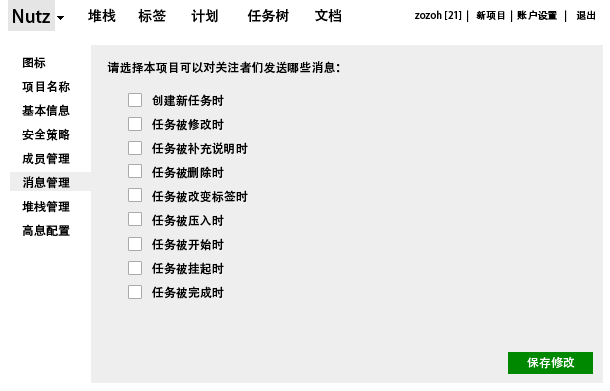 Nutz 堆栈 标签 计划 任务树 文档 zozoh [21] | 新项目 | 账户设置 | 退出
图标
项目名称
基本信息
安全策略
成员管理
消息管理
堆栈管理
高息配置
请选择本项目可以对关注者们发送哪些消息：
创建新任务时
任务被修改时
任务被补充说明时
任务被删除时
任务被改变标签时
任务被压入时
任务被开始时
任务被挂起时
任务被完成时
保存修改